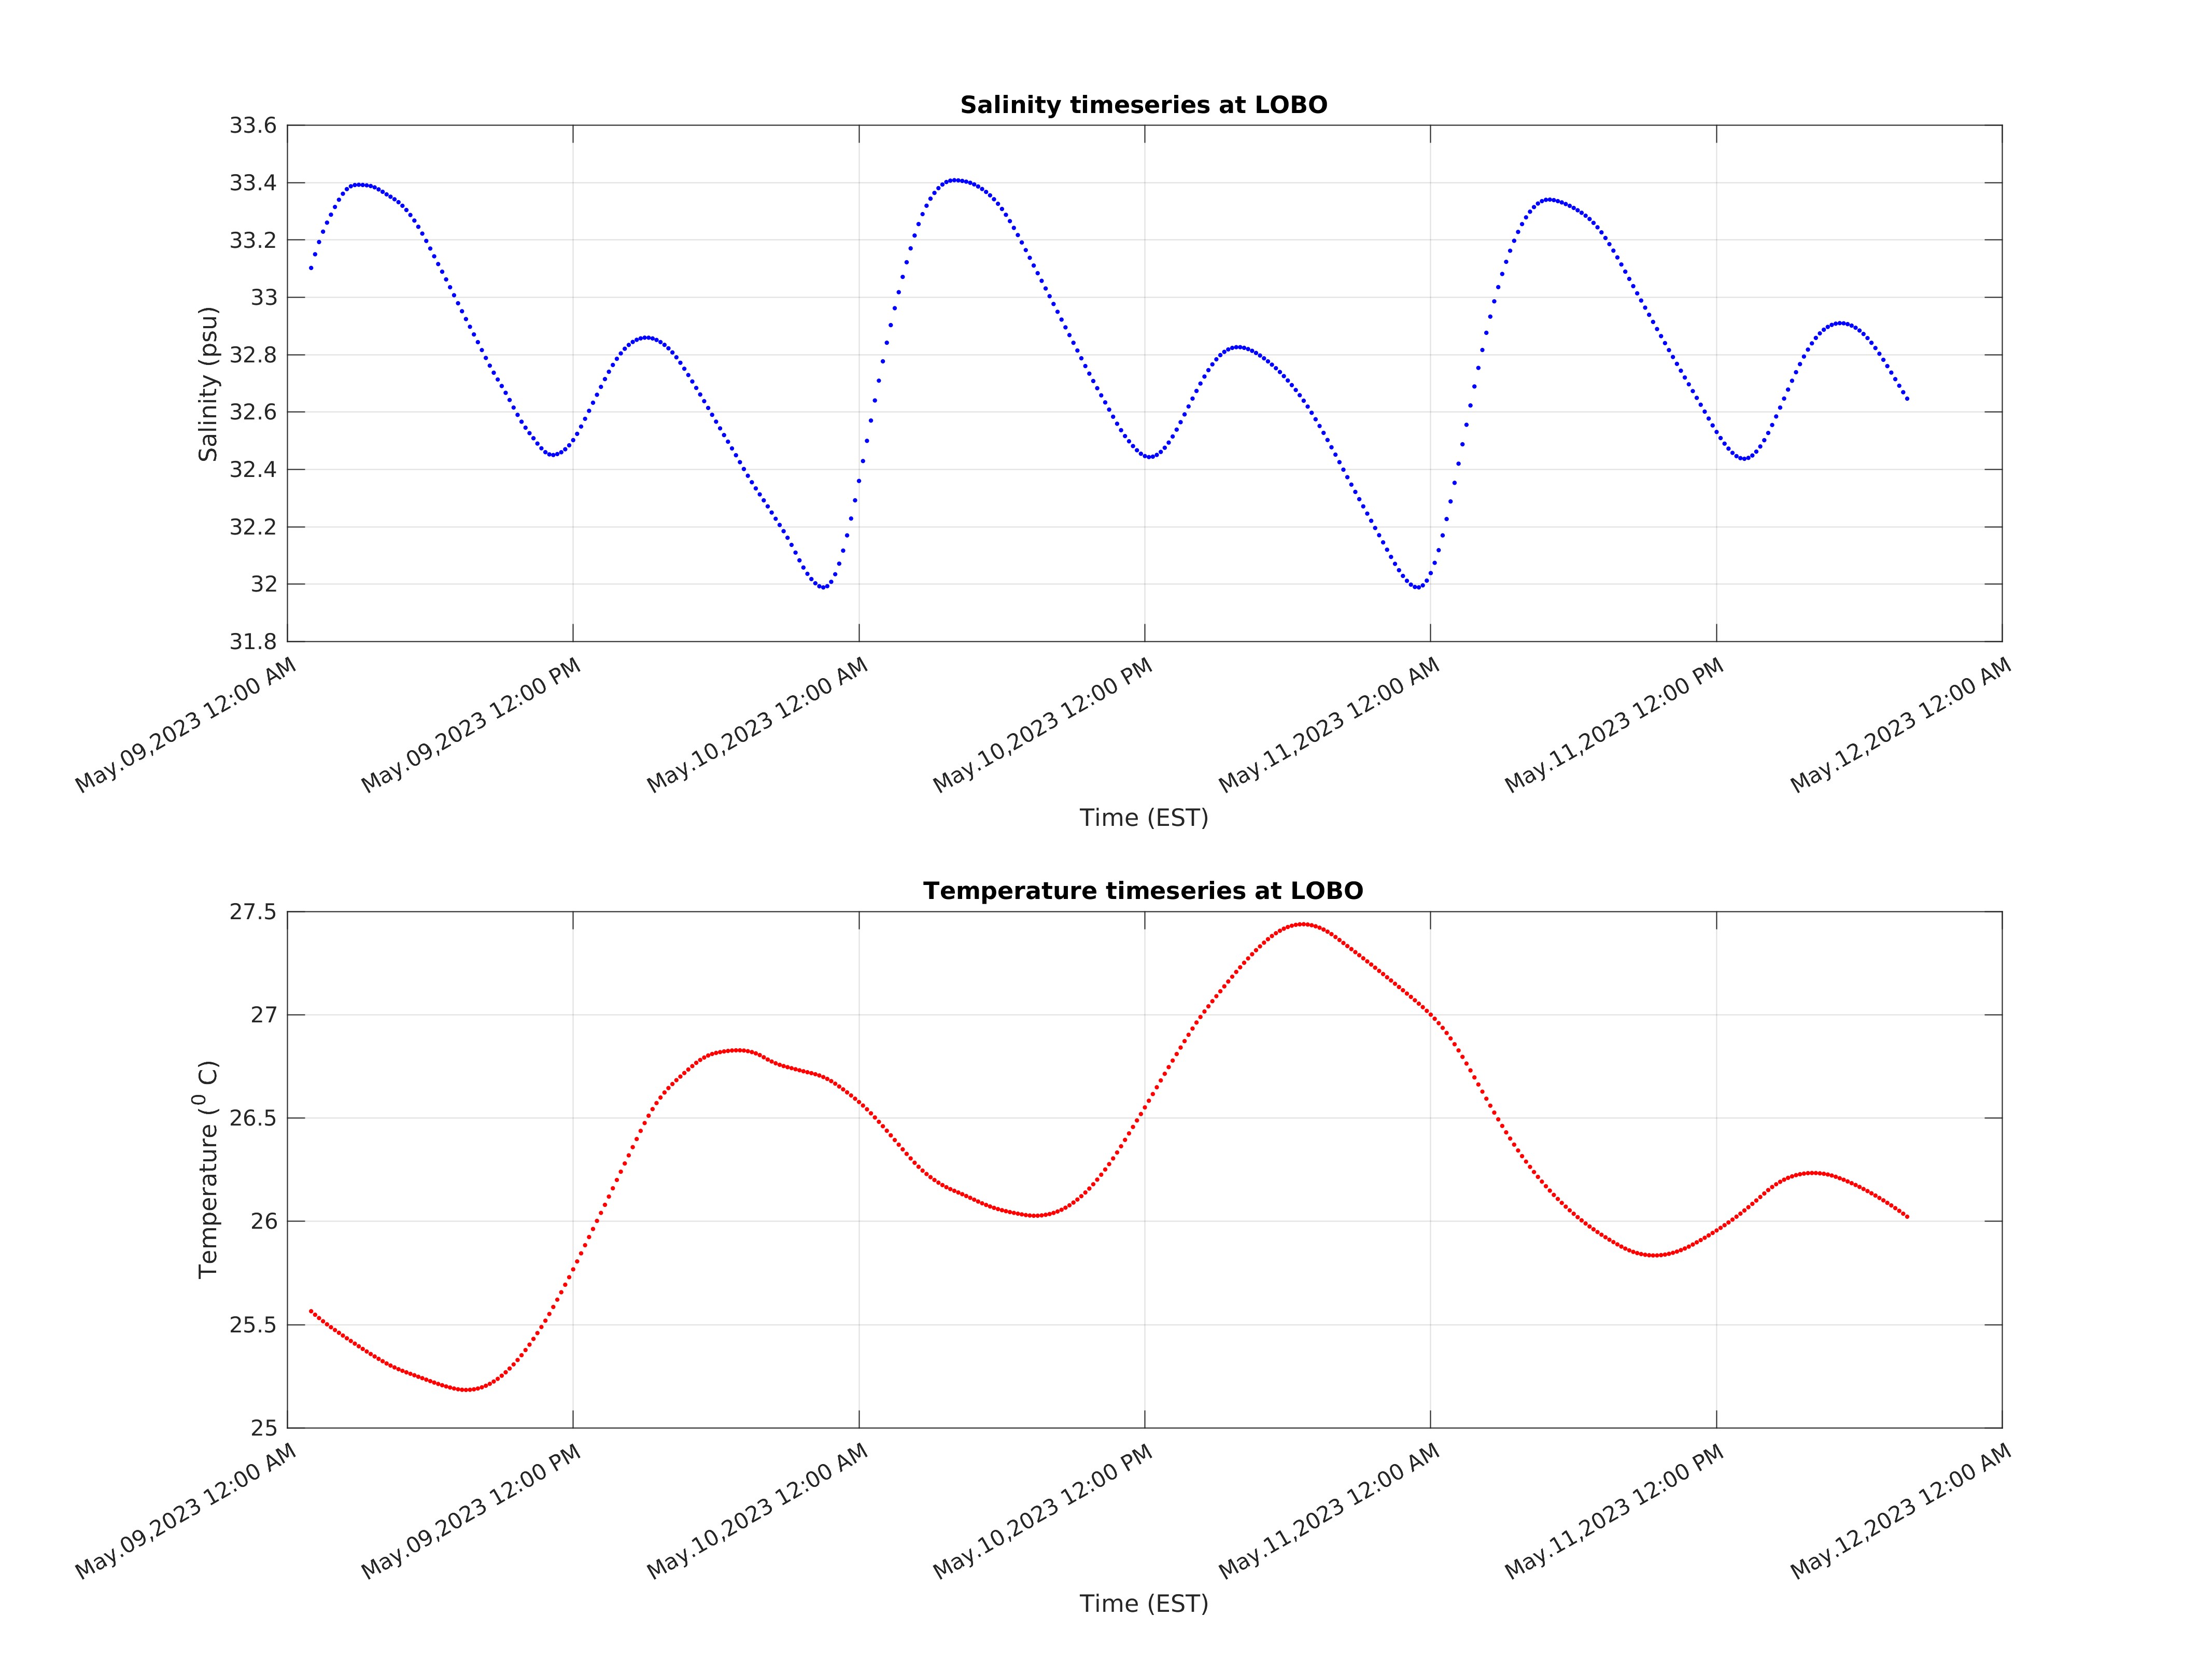 Salinity timeseries at LOBO
33.6
33.4
33.2
33
32.8
32.6
32.4
32.2
32
31.8
Salinity (psu)
May.09,2023 12:00 AM
May.09,2023 12:00 PM
May.10,2023 12:00 AM
May.10,2023 12:00 PM
May.11,2023 12:00 AM
May.11,2023 12:00 PM
May.12,2023 12:00 AM
Time (EST)
Temperature timeseries at LOBO
27.5
27
26.5
26
25.5
25
Temperature (⁰ C)
May.09,2023 12:00 AM
May.09,2023 12:00 PM
May.10,2023 12:00 AM
May.10,2023 12:00 PM
May.11,2023 12:00 AM
May.11,2023 12:00 PM
May.12,2023 12:00 AM
Time (EST)